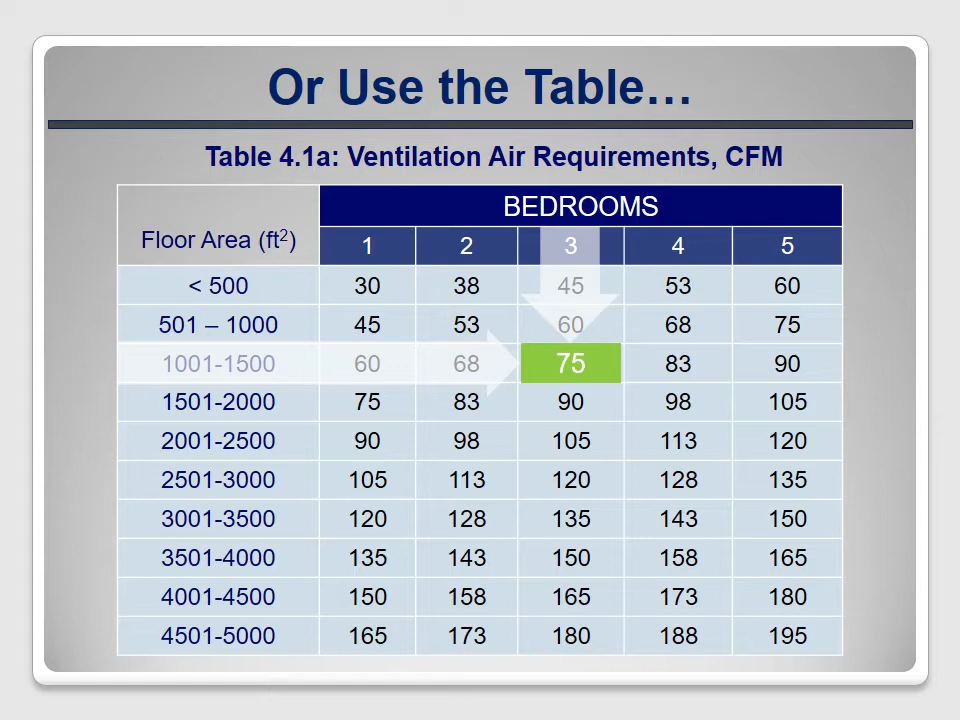 Or Use the Table…
Table 4.1a: Ventilation Air Requirements, CFM
BEDROOMS
Floor Area (ft²) 1 2 3 4 5
< 500 30 38 45 53 60
501 – 1000 45 53 60 68 75
1001-1500 60 68 75 83 90
1501-2000 75 83 90 98 105
2001-2500 90 98 105 113 120
2501-3000 105 113 120 128 135
3001-3500 120 128 135 143 150
3501-4000 135 143 150 158 165
4001-4500 150 158 165 173 180
4501-5000 165 173 180 188 195